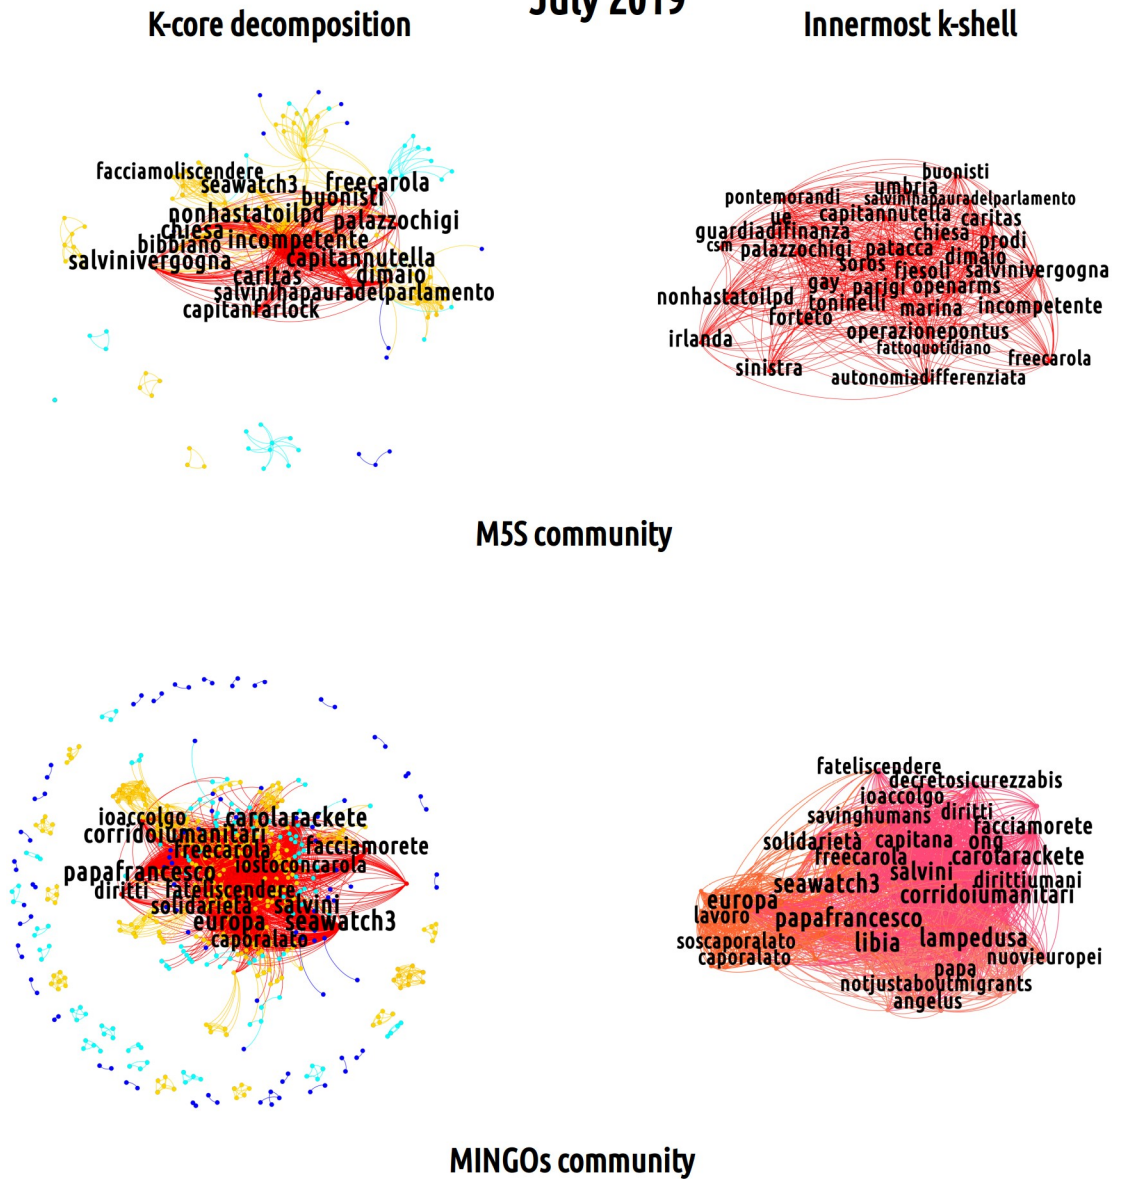 July 2019
K-core decomposition
Innermost k-shell
facciamoliscendere
seawatch3
freecarola
buonisti
nonhastatoilpd
palazzochigi
chiesa
bibbiano
incompetente
salvinivergogna
capitannutella
caritas
dimaio
salvinihapauradelparlamento
capitanfarlock
buonisti
umbria
pontemorandi
salvinihapauradelparlamento
ue
capitannutella
caritas
guardiadifinanza
chiesa
prodi
csm
palazzochigi
patacca
dimaio
soros
fiesoli
salvinivergogna
gay
parigi
openarms
nonhastatoilpd
toninelli
marina
incompetente
forteto
operazionepontus
irlanda
fattoquotidiano
freecarola
sinistra
autonomiadifferenziata
M5S community
ioaccolgo
carolarackete
corridoiumanitari
freecarola
facciamorete
iostoconcarola
papafrancesco
diritti
fateliscendere
solidarietà
salvini
europa
seawatch3
caporalato
fateliscendere
decretosicurezzabis
ioaccolgo
savinghumans
diritti
facciamorete
solidarietà
capitana
ong
freecarola
carolarackete
salvini
seawatch3
dirittiumani
europa
corridoiumanitari
lavoro
papafrancesco
soscaporalato
libia
lampedusa
caporalato
nuovieuropei
papa
notjustaboutmigrants
angelus
MINGOs community